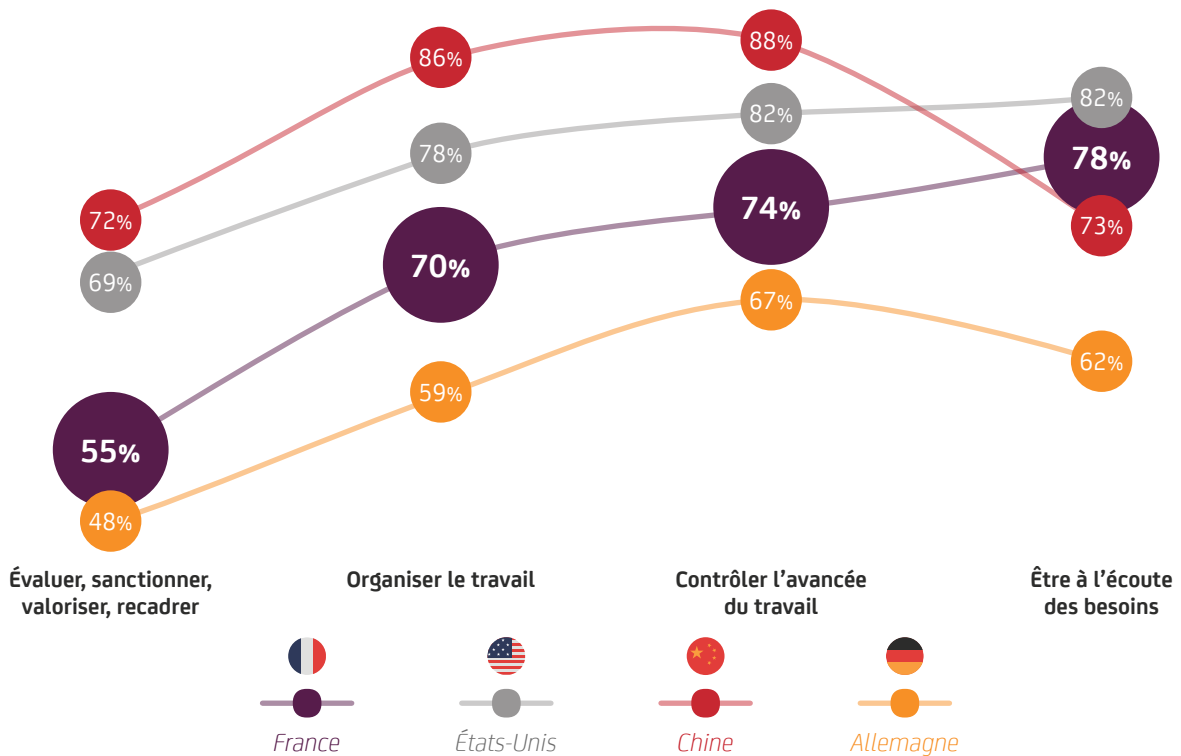 88%
86%
82%
82%
78%
78%
74%
72%
73%
70%
69%
67%
62%
59%
55%
48%
Évaluer, sanctionner,
valoriser, recadrer
Organiser le travail
Contrôler l’avancée
du travail
Être à l’écoute
des besoins
France
États-Unis
Chine
Allemagne